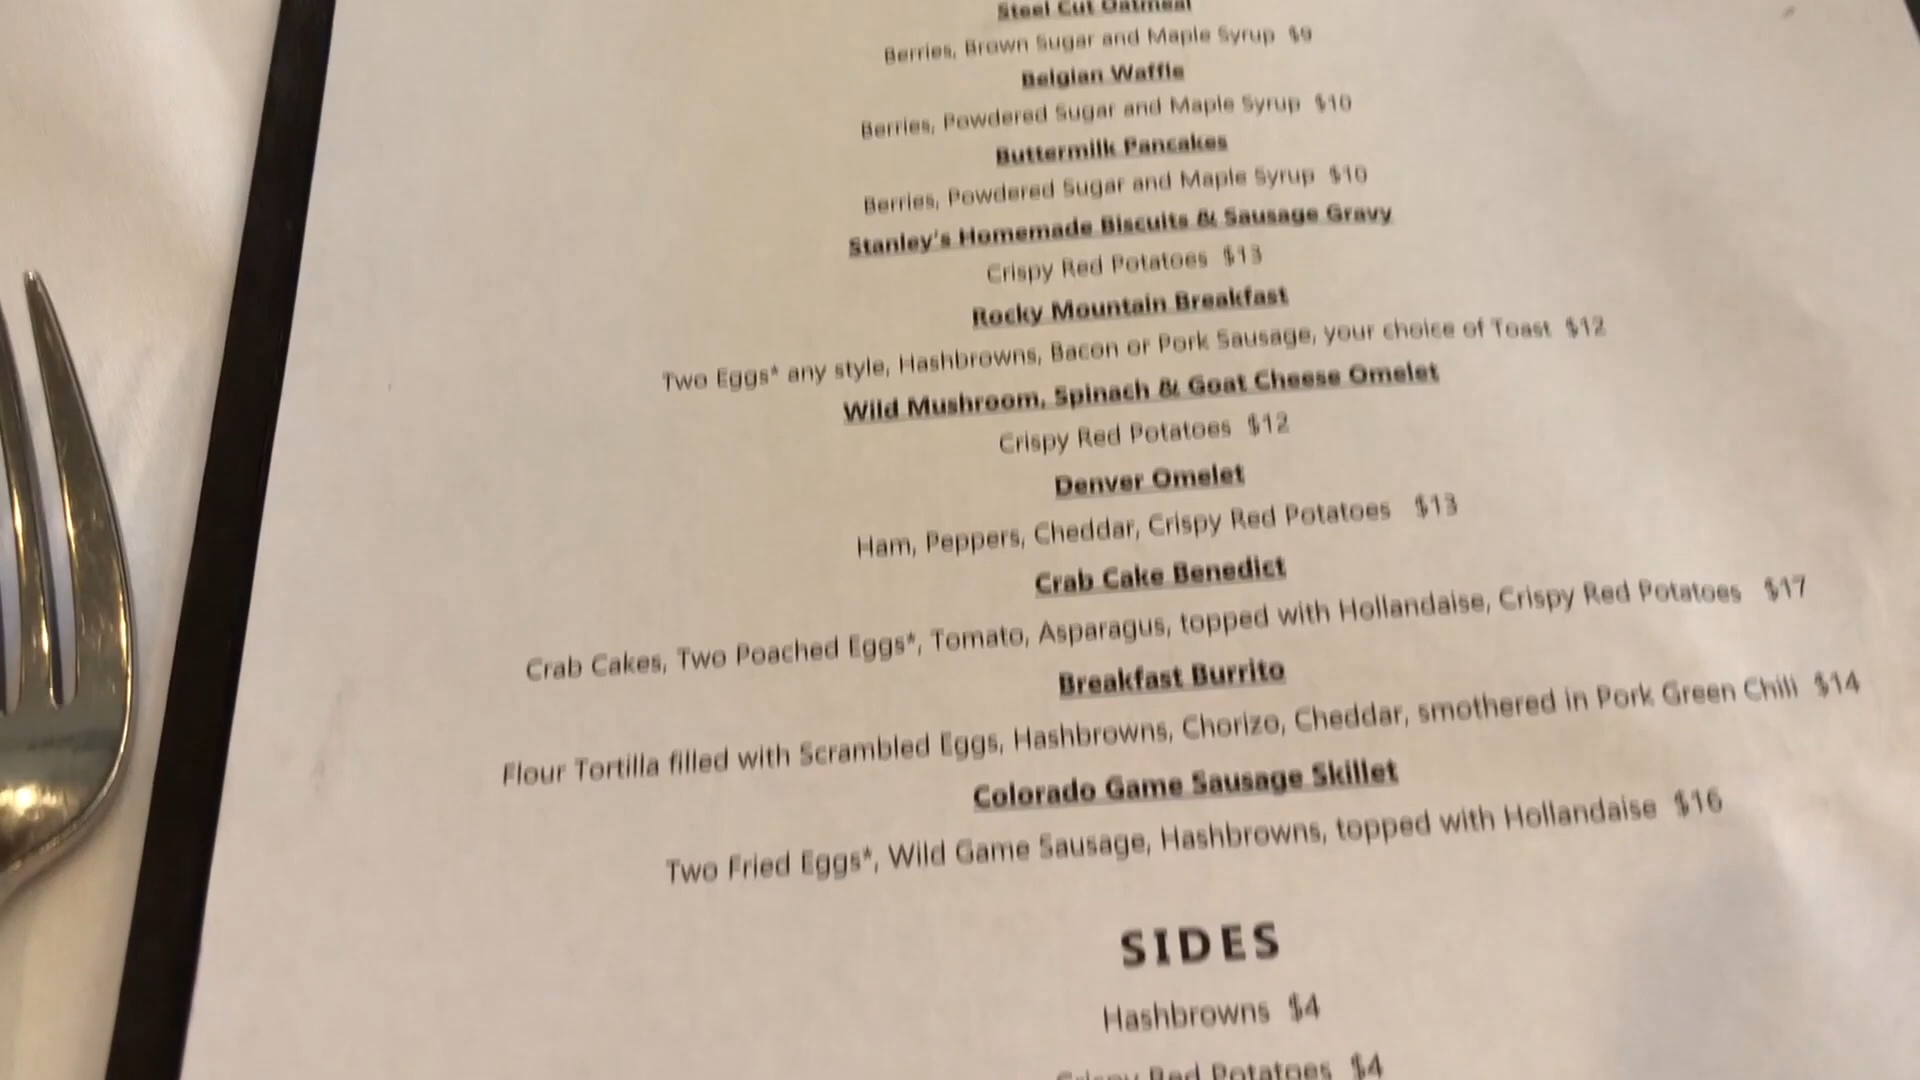 Steel Cut Oatmeal
Berries, Brown Sugar and Maple Syrup $9
Belgian Waffle
Berries, Powdered Sugar and Maple Syrup $10
Buttermilk Pancakes
Berries, Powdered Sugar and Maple Syrup $10
Stanley's Homemade Biscuits & Sausage Gravy
Crispy Red Potatoes $13
Rocky Mountain Breakfast
Two Eggs* any style, Hashbrowns, Bacon or Pork Sausage, your choice of Toast $12
Wild Mushroom, Spinach & Goat Cheese Omelet
Crispy Red Potatoes $12
Denver Omelet
Ham, Peppers, Cheddar, Crispy Red Potatoes $13
Crab Cake Benedict
Crab Cakes, Two Poached Eggs*, Tomato, Asparagus, topped with Hollandaise, Crispy Red Potatoes $17
Breakfast Burrito
Flour Tortilla filled with Scrambled Eggs, Hashbrowns, Chorizo, Cheddar, smothered in Pork Green Chili $14
Colorado Game Sausage Skillet
Two Fried Eggs*, Wild Game Sausage, Hashbrowns, topped with Hollandaise $16
SIDES
Hashbrowns $4
Crispy Red Potatoes $4